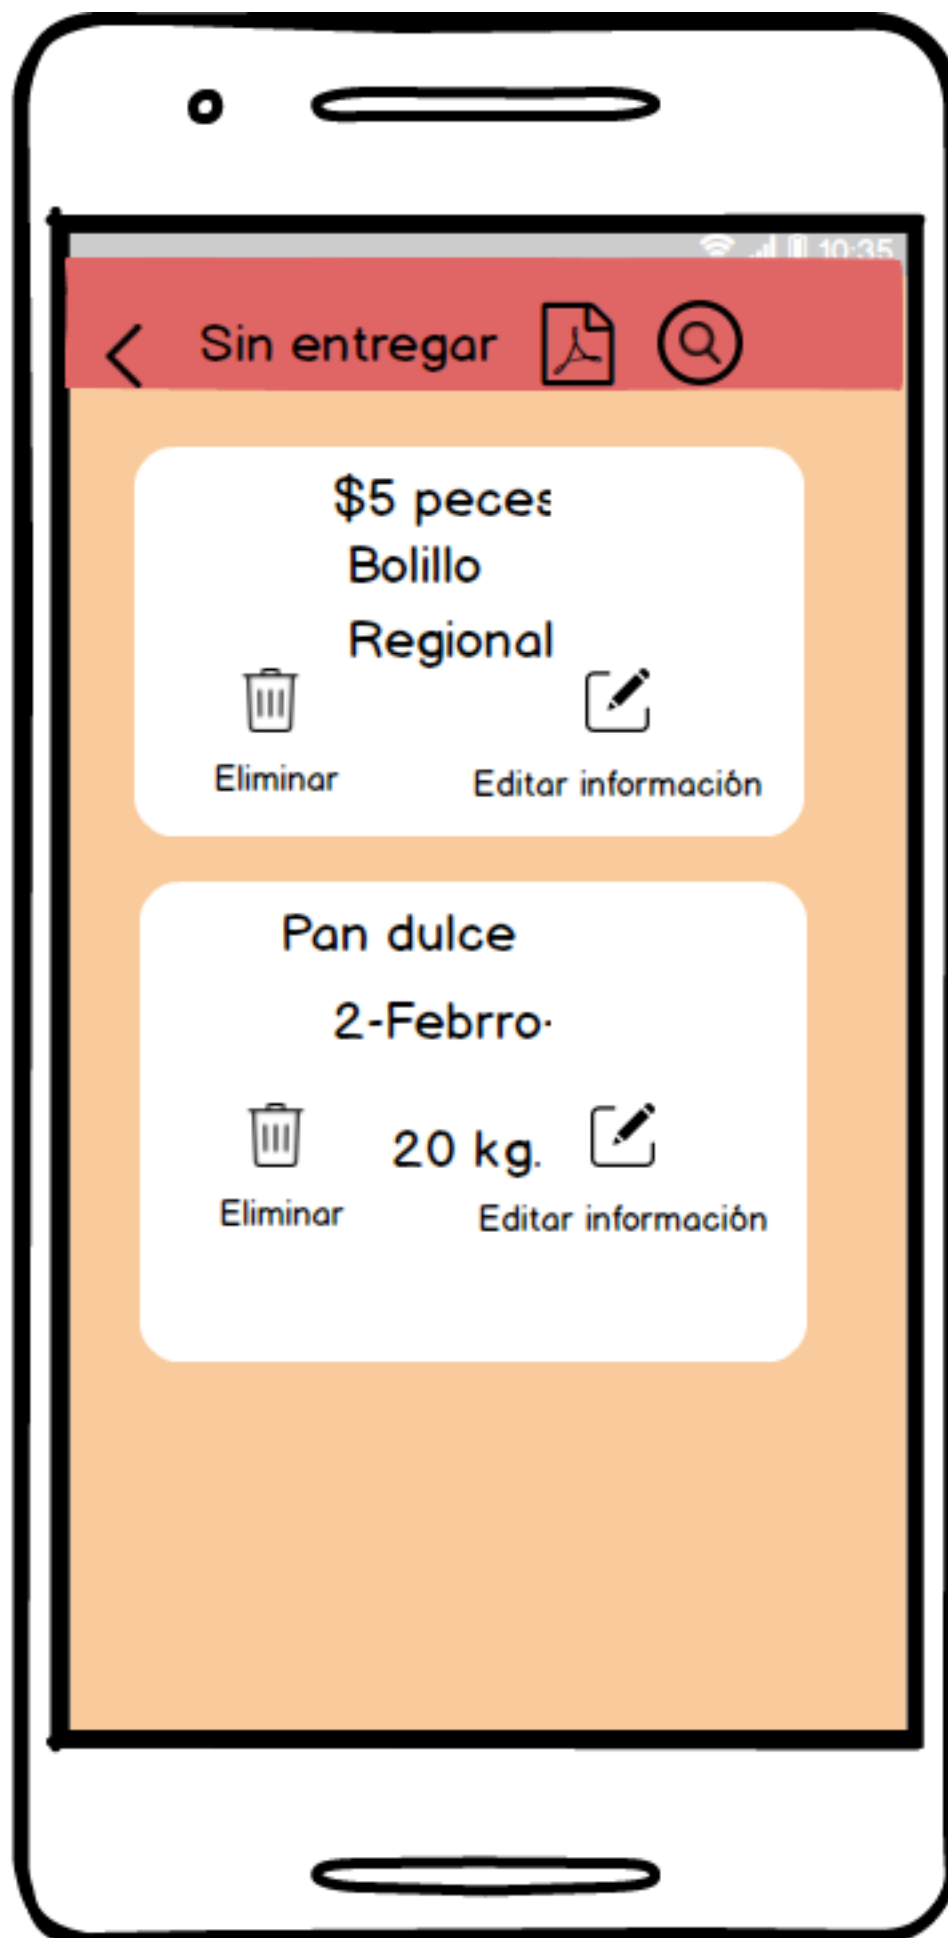 10:35
Sin entregar
$5 peces
Bolillo
Regional
Eliminar
Editar información
Pan dulce
2-Febrro-
20 kg.
Eliminar
Editar información